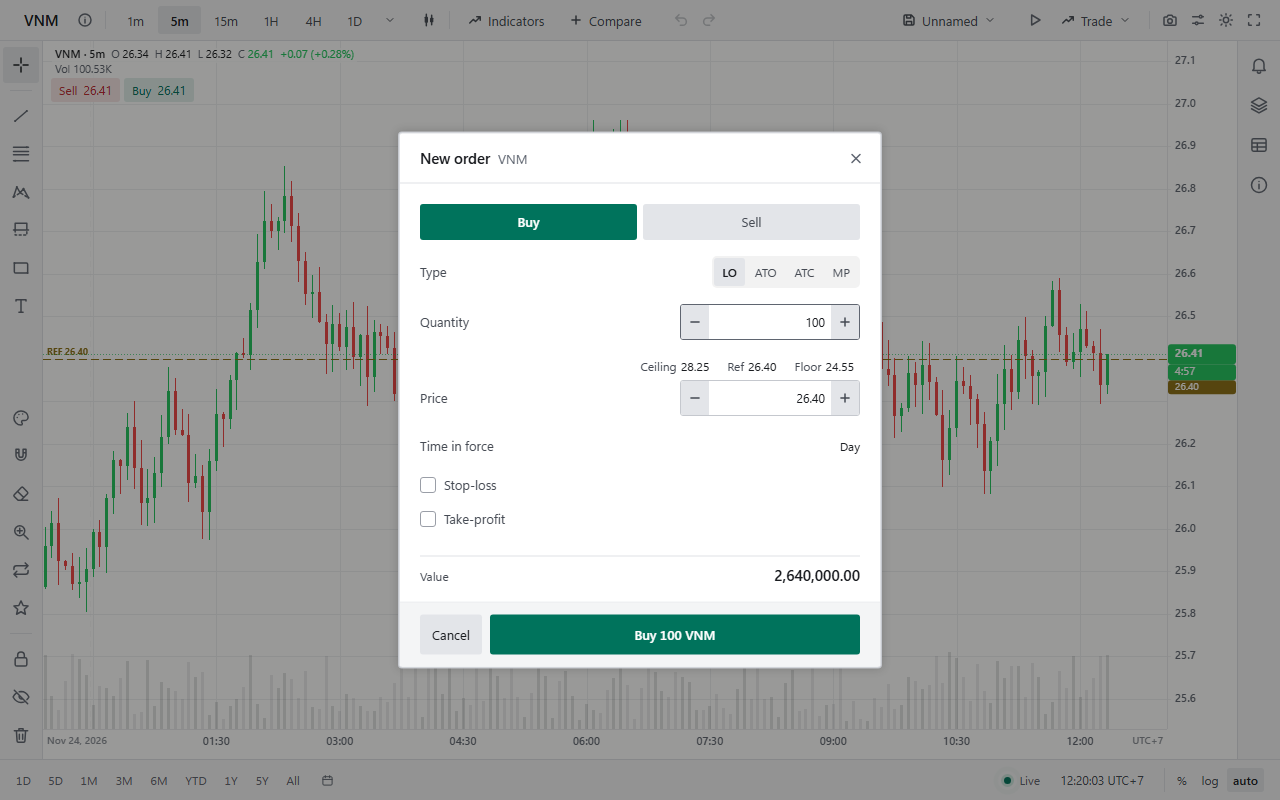 VNM 1m 5m 15m 1H 4H 1D Indicators Compare Unnamed Trade
VNM · 5m O 26.34 H 26.41 L 26.32 C 26.41 +0.07 (+0.28%)
Vol 100.53K
Sell 26.41 Buy 26.41
27.1
27.0
26.9
26.8
26.7
26.6
26.5
REF 26.40
26.41
4:57
26.40
26.2
26.1
26.0
25.9
25.8
25.7
25.6
New order VNM
Buy Sell
Type LO ATO ATC MP
Quantity 100
Ceiling 28.25 Ref 26.40 Floor 24.55
Price 26.40
Time in force Day
Stop-loss
Take-profit
Value 2,640,000.00
Cancel Buy 100 VNM
Nov 24, 2026 01:30 03:00 04:30 06:00 07:30 09:00 10:30 12:00 UTC+7
1D 5D 1M 3M 6M YTD 1Y 5Y All Live 12:20:03 UTC+7 % log auto